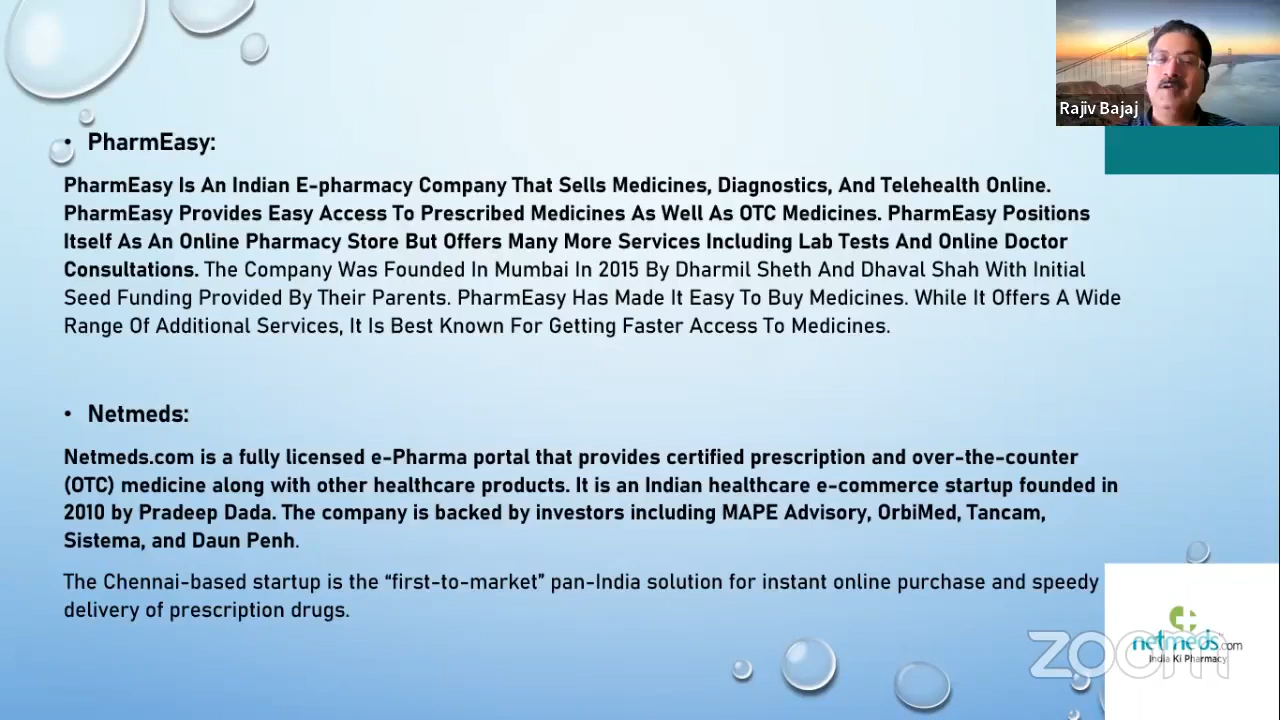 Rajiv Bajaj
• PharmEasy:
PharmEasy Is An Indian E-pharmacy Company That Sells Medicines, Diagnostics, And Telehealth Online.
PharmEasy Provides Easy Access To Prescribed Medicines As Well As OTC Medicines. PharmEasy Positions
Itself As An Online Pharmacy Store But Offers Many More Services Including Lab Tests And Online Doctor
Consultations. The Company Was Founded In Mumbai In 2015 By Dharmil Sheth And Dhaval Shah With Initial
Seed Funding Provided By Their Parents. PharmEasy Has Made It Easy To Buy Medicines. While It Offers A Wide
Range Of Additional Services, It Is Best Known For Getting Faster Access To Medicines.
• Netmeds:
Netmeds.com is a fully licensed e-Pharma portal that provides certified prescription and over-the-counter
(OTC) medicine along with other healthcare products. It is an Indian healthcare e-commerce startup founded in
2010 by Pradeep Dada. The company is backed by investors including MAPE Advisory, OrbiMed, Tancam,
Sistema, and Daun Penh.
The Chennai-based startup is the “first-to-market” pan-India solution for instant online purchase and speedy
delivery of prescription drugs.
netmeds.com
India Ki Pharmacy
zoom